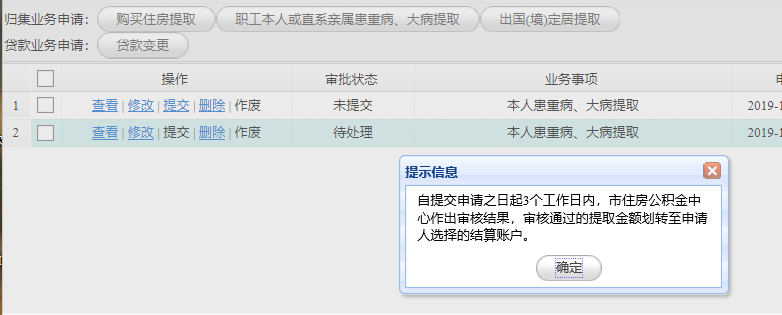 归集业务申请： 购买住房提取 职工本人或直系亲属患重病、大病提取 出国(境)定居提取
贷款业务申请： 贷款变更
操作 审批状态 业务事项
1 查看 | 修改 | 提交 | 删除 | 作废 未提交 本人患重病、大病提取 2019-1
2 查看 | 修改 | 提交 | 删除 | 作废 待处理 本人患重病、大病提取 2019-1
提示信息
自提交申请之日起3个工作日内，市住房公积金中
心作出审核结果，审核通过的提取金额划转至申请
人选择的结算账户。
确定